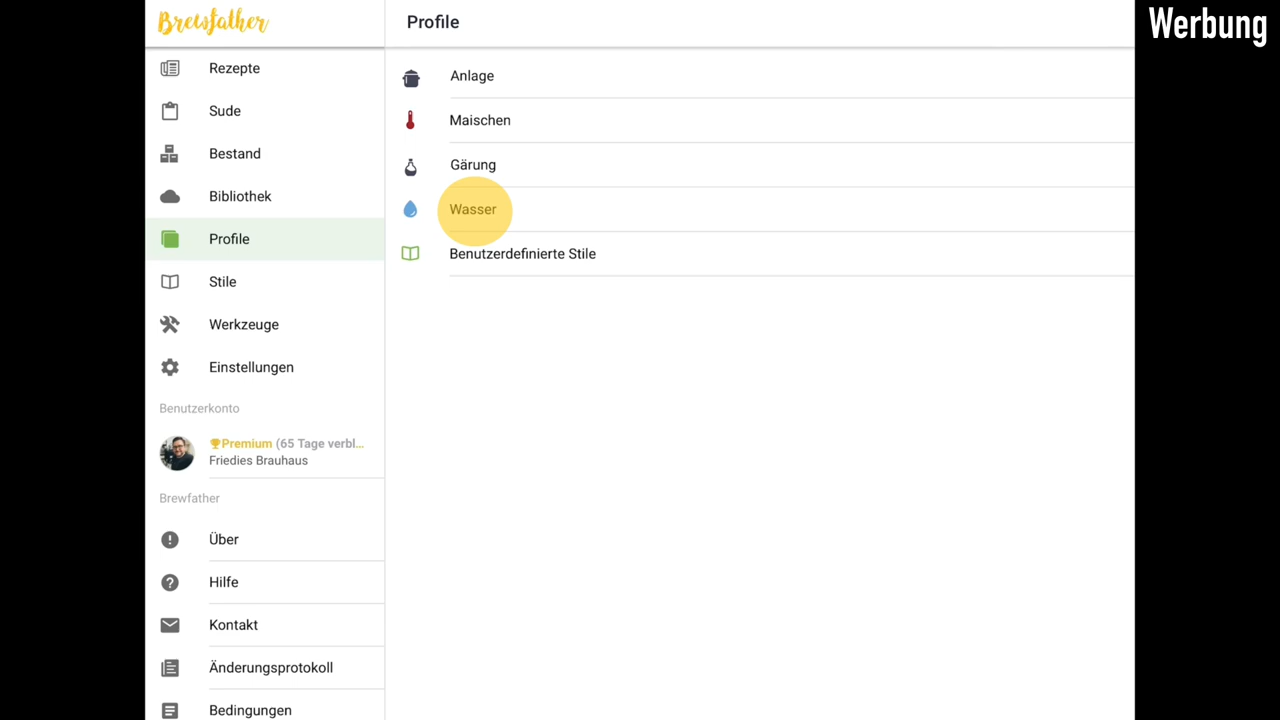 Brewfather
Profile
Werbung
Rezepte
Sude
Bestand
Bibliothek
Profile
Stile
Werkzeuge
Einstellungen
Benutzerkonto
Premium (65 Tage verbl...
Friedies Brauhaus
Brewfather
Über
Hilfe
Kontakt
Änderungsprotokoll
Bedingungen
Anlage
Maischen
Gärung
Wasser
Benutzerdefinierte Stile